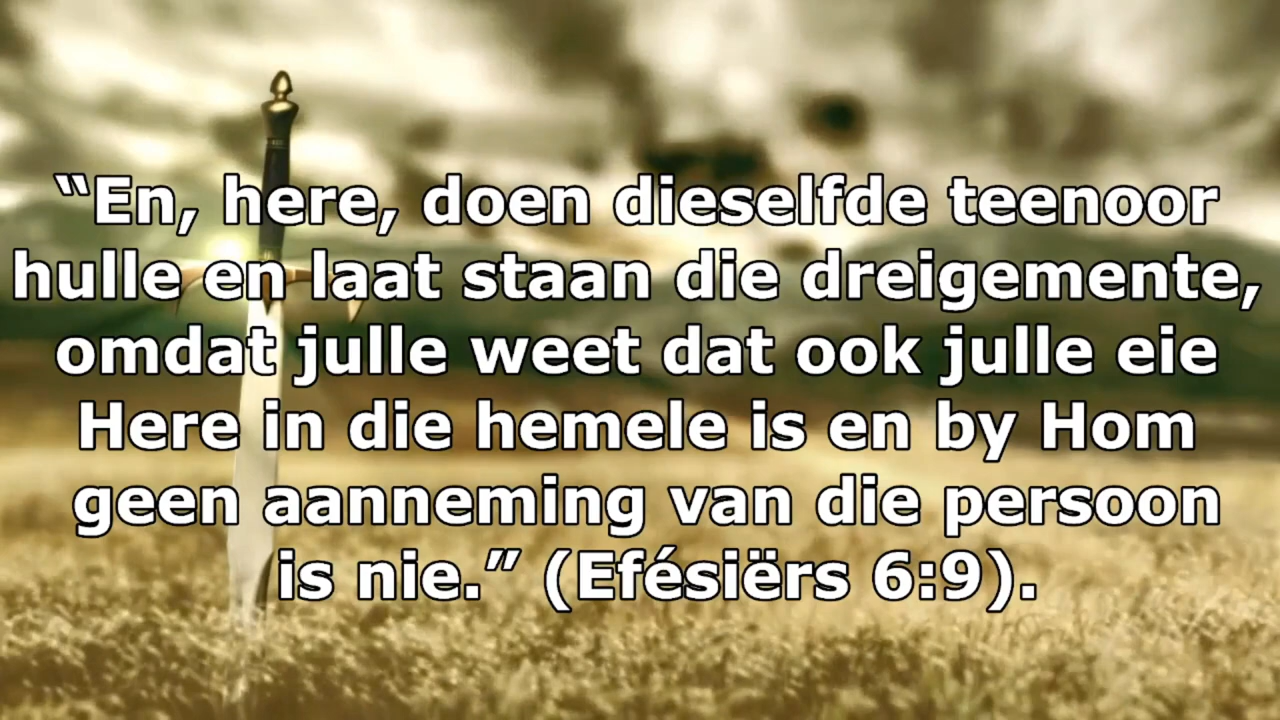 “En, here, doen dieselfde teenoor
hulle en laat staan die dreigemente,
omdat julle weet dat ook julle eie
Here in die hemele is en by Hom
geen aanneming van die persoon
is nie.” (Efésiërs 6:9).